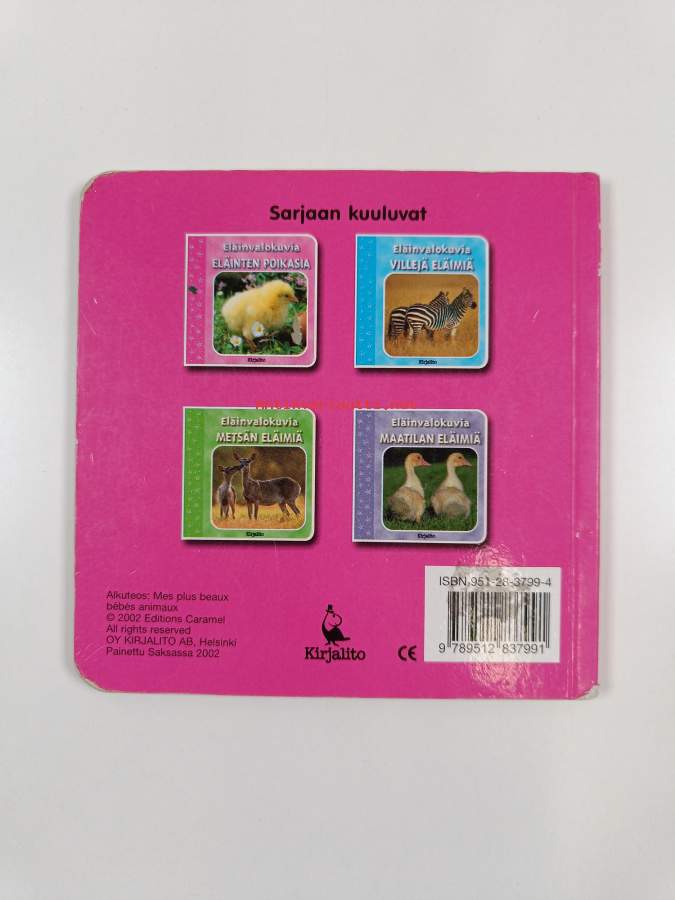 Sarjaan kuuluvat
Eläinvalokuvia
ELÄINTEN POIKASIA
Kirjalito
Eläinvalokuvia
VILLEJÄ ELÄIMIÄ
Kirjalito
Eläinvalokuvia
METSÄN ELÄIMIÄ
Kirjalito
Eläinvalokuvia
MAATILAN ELÄIMIÄ
Kirjalito
Alkuteos: Mes plus beaux
bébés animaux
© 2002 Editions Caramel
All rights reserved
OY KIRJALITO AB, Helsinki
Painettu Saksassa 2002
Kirjalito
CE
ISBN 951-28-3799-4
9 789512 837991